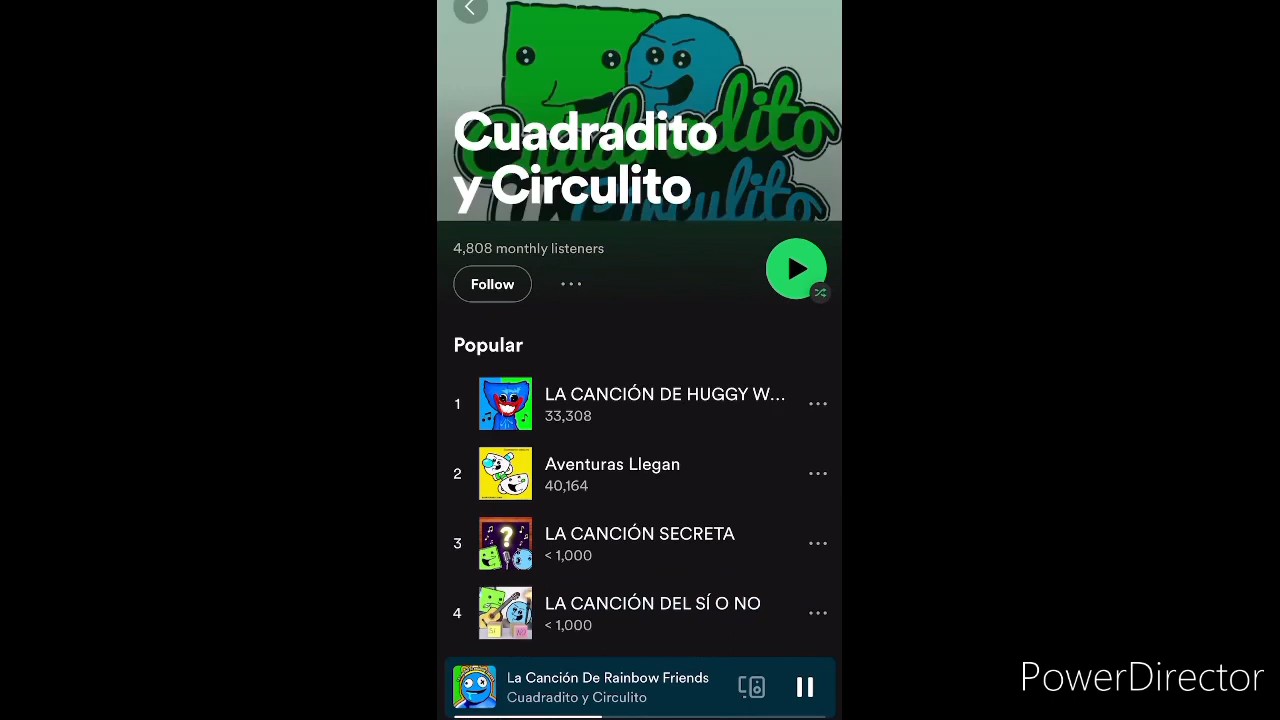 Cuadradito
Circulito
Cuadradito
y Circulito
4,808 monthly listeners
Follow
Popular
1
LA CANCIÓN DE HUGGY W...
33,308
2
Aventuras Llegan
40,164
3
?
LA CANCIÓN SECRETA
< 1,000
4
LA CANCIÓN DEL SÍ O NO
< 1,000
La Canción De Rainbow Friends
Cuadradito y Circulito
PowerDirector